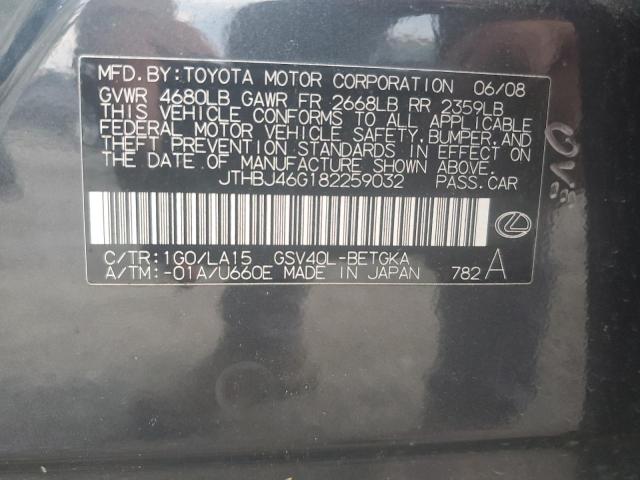 MFD. BY: TOYOTA MOTOR CORPORATION 06/08
GVWR 4680LB GAWR FR 2668LB RR 2359LB
THIS VEHICLE CONFORMS TO ALL APPLICABLE
FEDERAL MOTOR VEHICLE SAFETY, BUMPER, AND
THEFT PREVENTION STANDARDS IN EFFECT ON
THE DATE OF MANUFACTURE SHOWN ABOVE.
JTHBJ46G182259032 PASS. CAR
C/TR: 1G0/LA15 GSV40L-BETGKA
A/TM: -01A/U660E MADE IN JAPAN 782 A